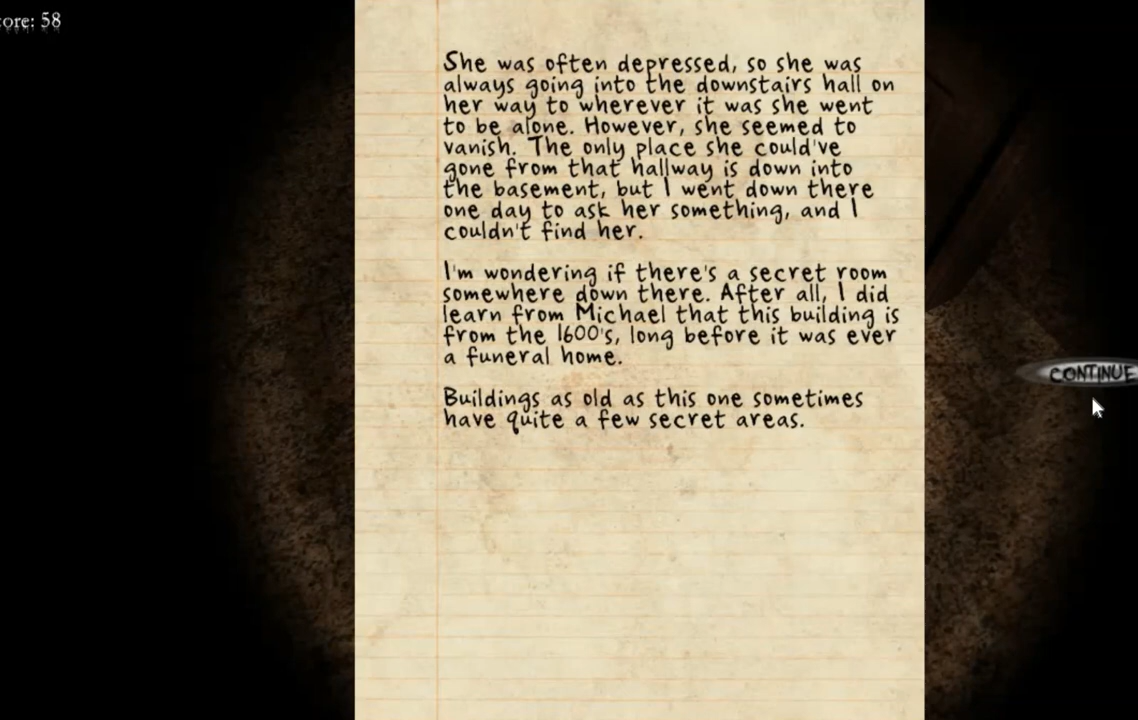 core: 58
She was often depressed, so she was
always going into the downstairs hall on
her way to wherever it was she went
to be alone. However, she seemed to
vanish. The only place she could've
gone from that hallway is down into
the basement, but I went down there
one day to ask her something, and I
couldn't find her.
I'm wondering if there's a secret room
somewhere down there. After all, I did
learn from Michael that this building is
from the 1600's, long before it was ever
a funeral home.
Buildings as old as this one sometimes
have quite a few secret areas.
CONTINUE